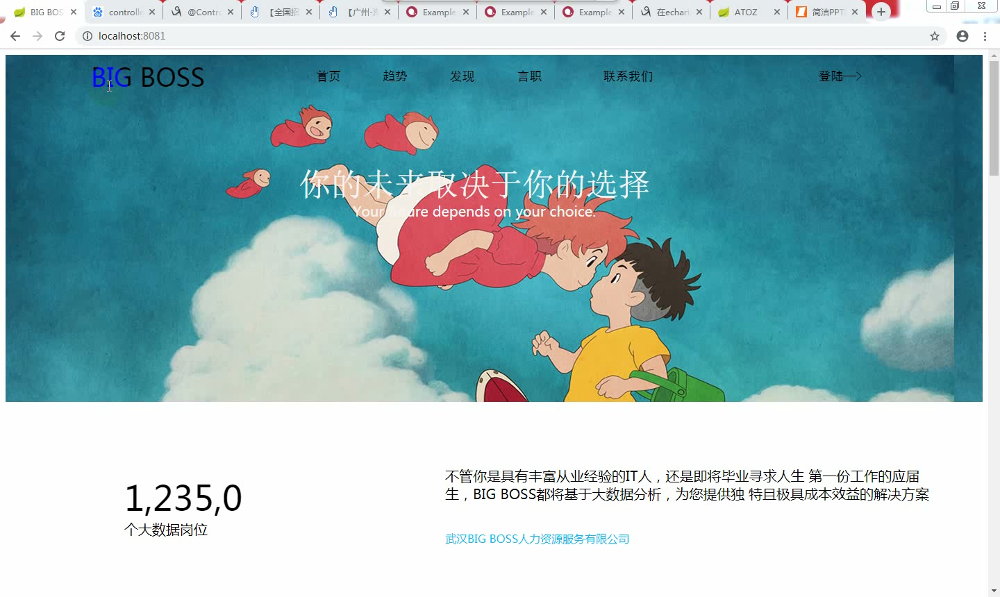 BIG BOS
controlle
@Contro
【全国招
【广州-海
Example
Example
Example
在echart
ATOZ
简洁PPT
localhost:8081
BIG BOSS
首页
趋势
发现
言职
联系我们
登陆—>
你的未来取决于你的选择
Your future depends on your choice.
1,235,0
个大数据岗位
不管你是具有丰富从业经验的IT人，还是即将毕业寻求人生 第一份工作的应届
生，BIG BOSS都将基于大数据分析，为您提供独 特且极具成本效益的解决方案
武汉BIG BOSS人力资源服务有限公司